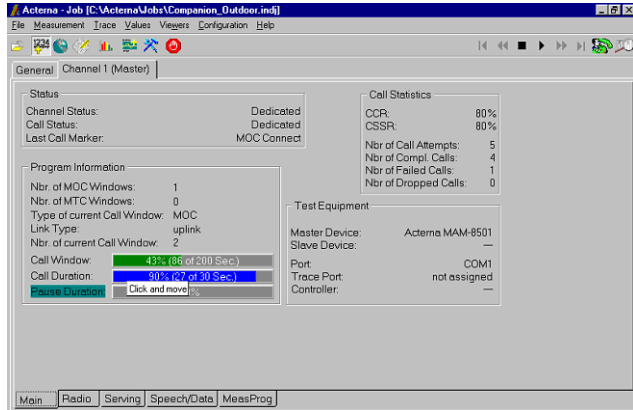 Acterna - Job [C:\Acterna\Jobs\Companion_Outdoor.indj]
File Measurement Trace Values Viewers Configuration Help
1234
General Channel 1 (Master)
Status
Channel Status: Dedicated
Call Status: Dedicated
Last Call Marker: MOC Connect
Call Statistics
CCR: 80%
CSSR: 80%
Nbr of Call Attempts: 5
Nbr of Compl. Calls: 4
Nbr of Failed Calls: 1
Nbr of Dropped Calls: 0
Program Information
Nbr. of MOC Windows: 1
Nbr. of MTC Windows: 0
Type of current Call Window: MOC
Link Type: uplink
Nbr. of current Call Window: 2
Call Window: 43% (86 of 200 Sec.)
Call Duration: 90% (27 of 30 Sec.)
Pause Duration: %
Click and move
Test Equipment
Master Device: Acterna MAM-8501
Slave Device: —
Port: COM1
Trace Port: not assigned
Controller: —
Main Radio Serving Speech/Data MeasProg